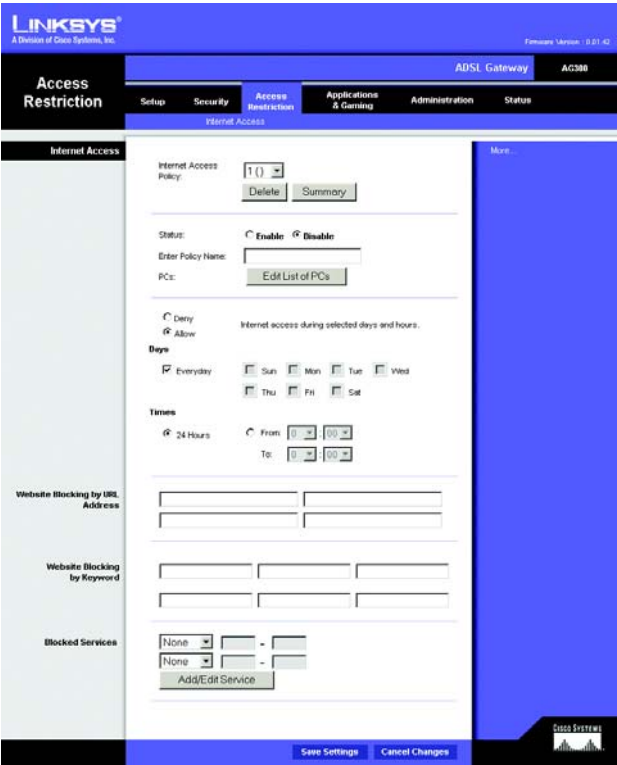 LINKSYS®
A Division of Cisco Systems, Inc.
Firmware Version : 0.01.42
ADSL Gateway AG300
Access
Restriction
Setup Security Access
Restriction Applications
& Gaming Administration Status
Internet Access
Internet Access
More...
Internet Access
Policy:
1 ()
Delete Summary
Status: Enable Disable
Enter Policy Name:
PCs: Edit List of PCs
Deny
Allow
Internet access during selected days and hours.
Days
Everyday Sun Mon Tue Wed
Thu Fri Sat
Times
24 Hours From: 0 : 00
To: 0 : 00
Website Blocking by URL
Address
Website Blocking
by Keyword
Blocked Services
None -
None -
Add/Edit Service
CISCO SYSTEMS
Save Settings Cancel Changes